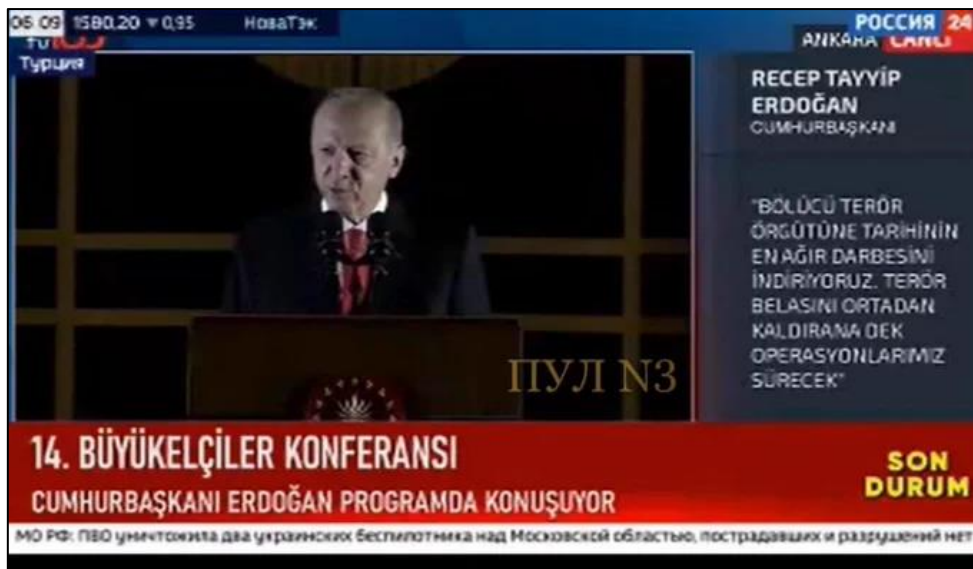 06 09 1580,20 ▼ 0,95 НоваТэк РОССИЯ 24
ANKARA CANLI
Турция
RECEP TAYYİP
ERDOĞAN
CUMHURBAŞKANI
"BÖLÜCÜ TERÖR
ÖRGÜTÜNE TARİHİNİN
EN AĞIR DARBESİNİ
İNDİRİYORUZ. TERÖR
BELASINI ORTADAN
KALDIRANA DEK
OPERASYONLARIMIZ
SÜRECEK"
ПУЛ N3
14. BÜYÜKELÇİLER KONFERANSI
CUMHURBAŞKANI ERDOĞAN PROGRAMDA KONUŞUYOR
SON
DURUM
МО РФ: ПВО уничтожила два украинских беспилотника над Московской областью, пострадавших и разрушений нет